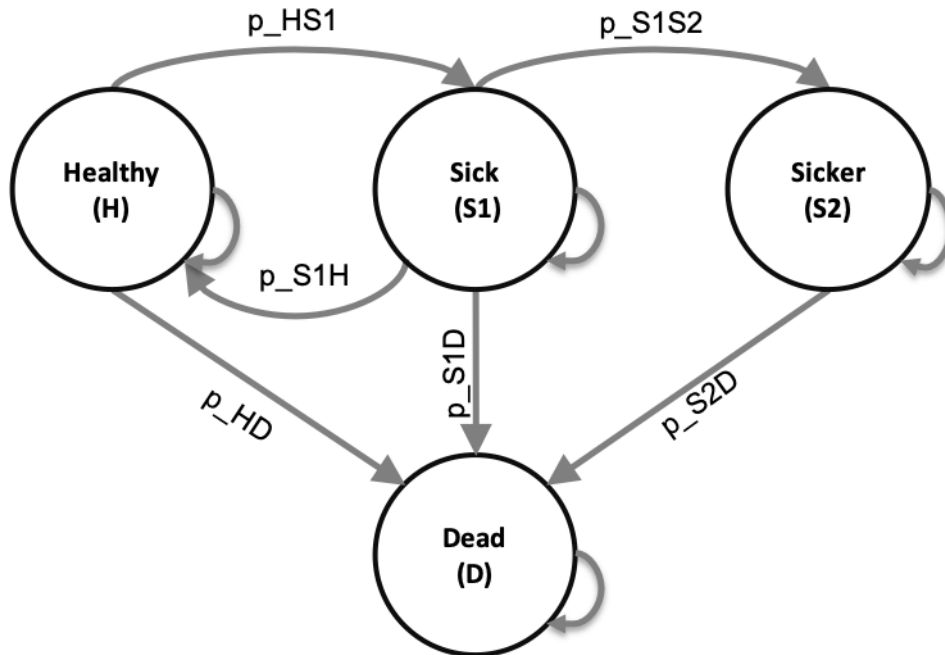 p_HS1
p_S1S2
Healthy
(H)
Sick
(S1)
Sicker
(S2)
p_S1H
p_HD
p_S1D
p_S2D
Dead
(D)